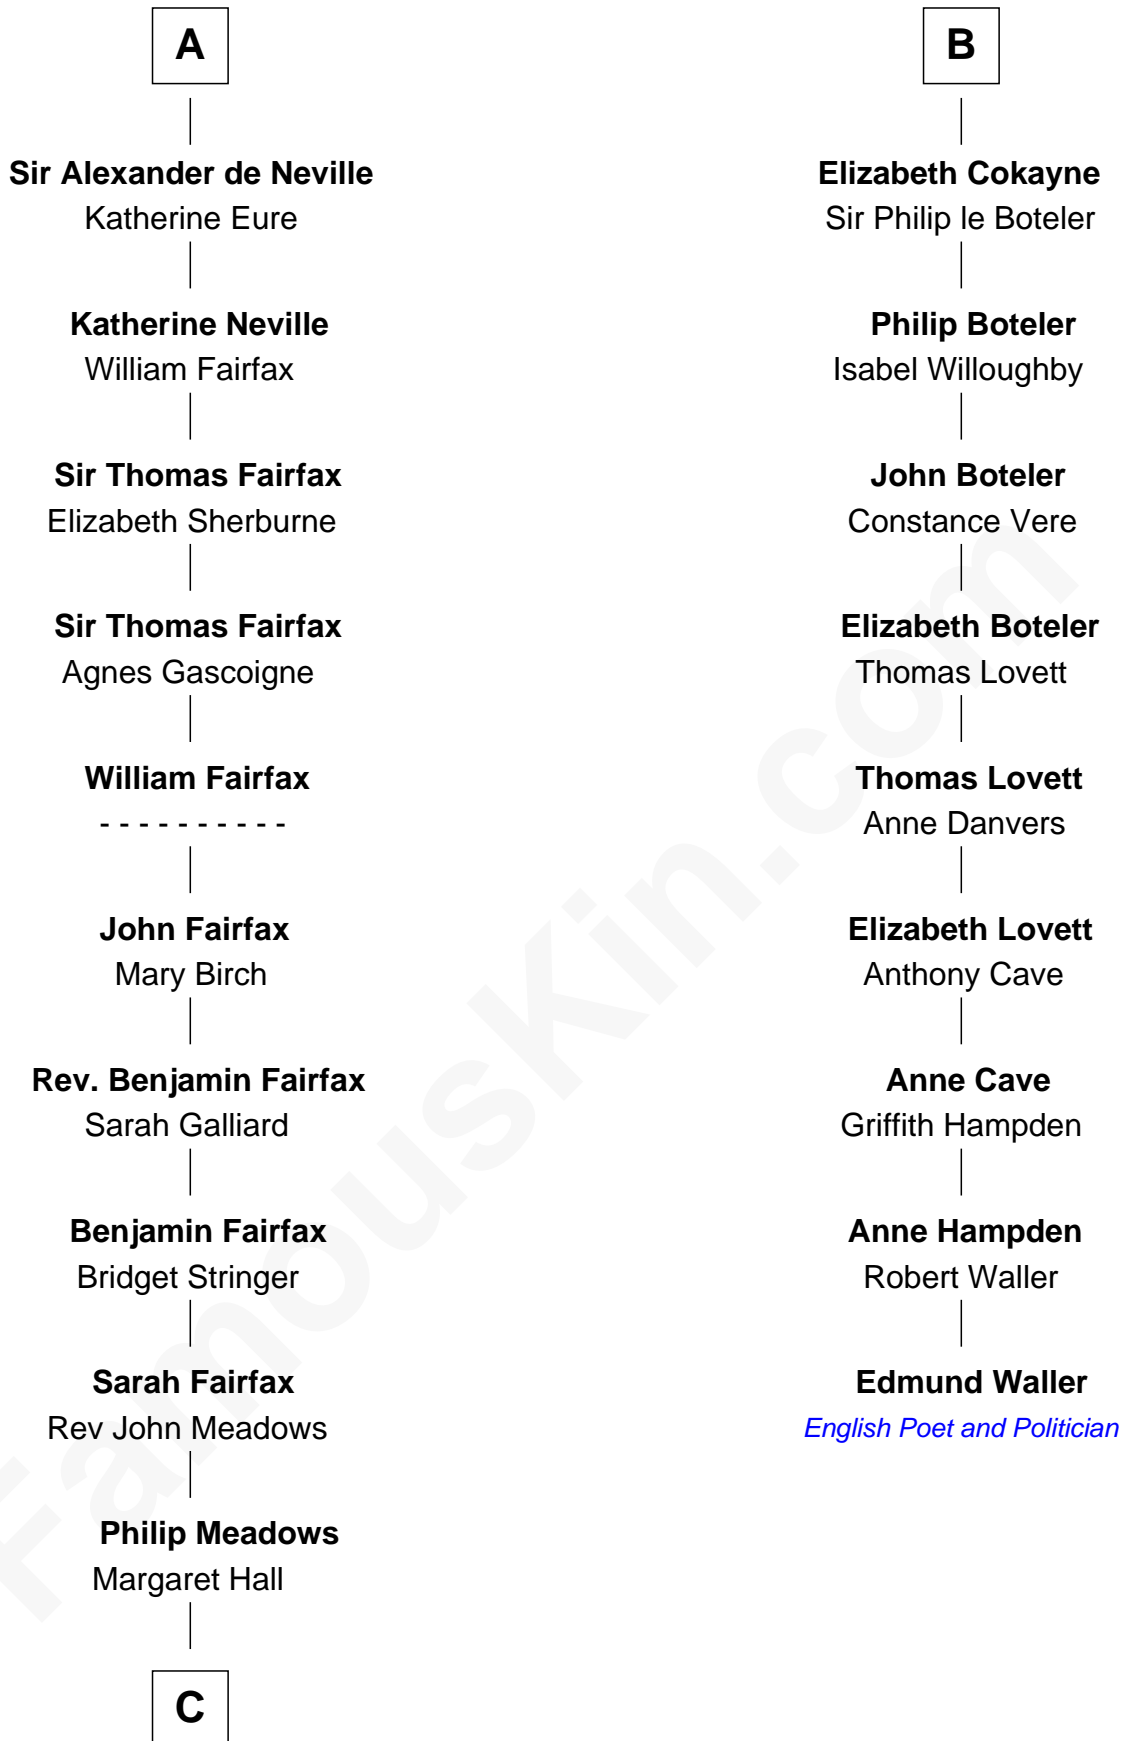 A
Sir Alexander de Neville
Katherine Eure
Katherine Neville
William Fairfax
Sir Thomas Fairfax
Elizabeth Sherburne
Sir Thomas Fairfax
Agnes Gascoigne
William Fairfax
- - - - - - - - - -
John Fairfax
Mary Birch
Rev. Benjamin Fairfax
Sarah Galliard
Benjamin Fairfax
Bridget Stringer
Sarah Fairfax
Rev John Meadows
Philip Meadows
Margaret Hall
C
B
Elizabeth Cokayne
Sir Philip le Boteler
Philip Boteler
Isabel Willoughby
John Boteler
Constance Vere
Elizabeth Boteler
Thomas Lovett
Thomas Lovett
Anne Danvers
Elizabeth Lovett
Anthony Cave
Anne Cave
Griffith Hampden
Anne Hampden
Robert Waller
Edmund Waller
English Poet and Politician
FamousKin.com